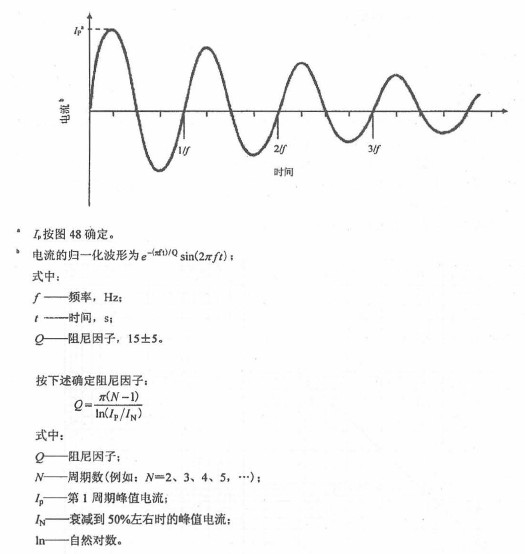 Iₚᵃ
电流ᵇ
1/f
2/f
3/f
时间
ᵃ Iₚ按图 48 确定。
ᵇ 电流的归一化波形为 e^{-(πft)/Q} sin(2πft)；
式中：
f ——频率，Hz；
t ——时间，s；
Q——阻尼因子，15±5。
按下述确定阻尼因子：
Q=π(N-1)/ln(Iₚ/I_N)
式中：
Q——阻尼因子；
N——周期数(例如：N=2、3、4、5，…)；
Iₚ——第 1 周期峰值电流；
I_N——衰减到 50%左右时的峰值电流；
ln——自然对数。